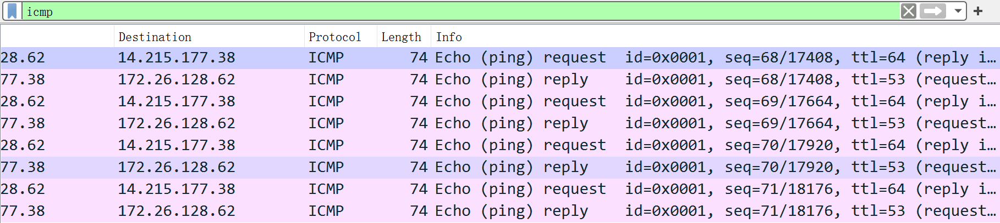 icmp
Destination Protocol Length Info
28.62 14.215.177.38 ICMP 74 Echo (ping) request id=0x0001, seq=68/17408, ttl=64 (reply i…
77.38 172.26.128.62 ICMP 74 Echo (ping) reply id=0x0001, seq=68/17408, ttl=53 (request…
28.62 14.215.177.38 ICMP 74 Echo (ping) request id=0x0001, seq=69/17664, ttl=64 (reply i…
77.38 172.26.128.62 ICMP 74 Echo (ping) reply id=0x0001, seq=69/17664, ttl=53 (request…
28.62 14.215.177.38 ICMP 74 Echo (ping) request id=0x0001, seq=70/17920, ttl=64 (reply i…
77.38 172.26.128.62 ICMP 74 Echo (ping) reply id=0x0001, seq=70/17920, ttl=53 (request…
28.62 14.215.177.38 ICMP 74 Echo (ping) request id=0x0001, seq=71/18176, ttl=64 (reply i…
77.38 172.26.128.62 ICMP 74 Echo (ping) reply id=0x0001, seq=71/18176, ttl=53 (request…